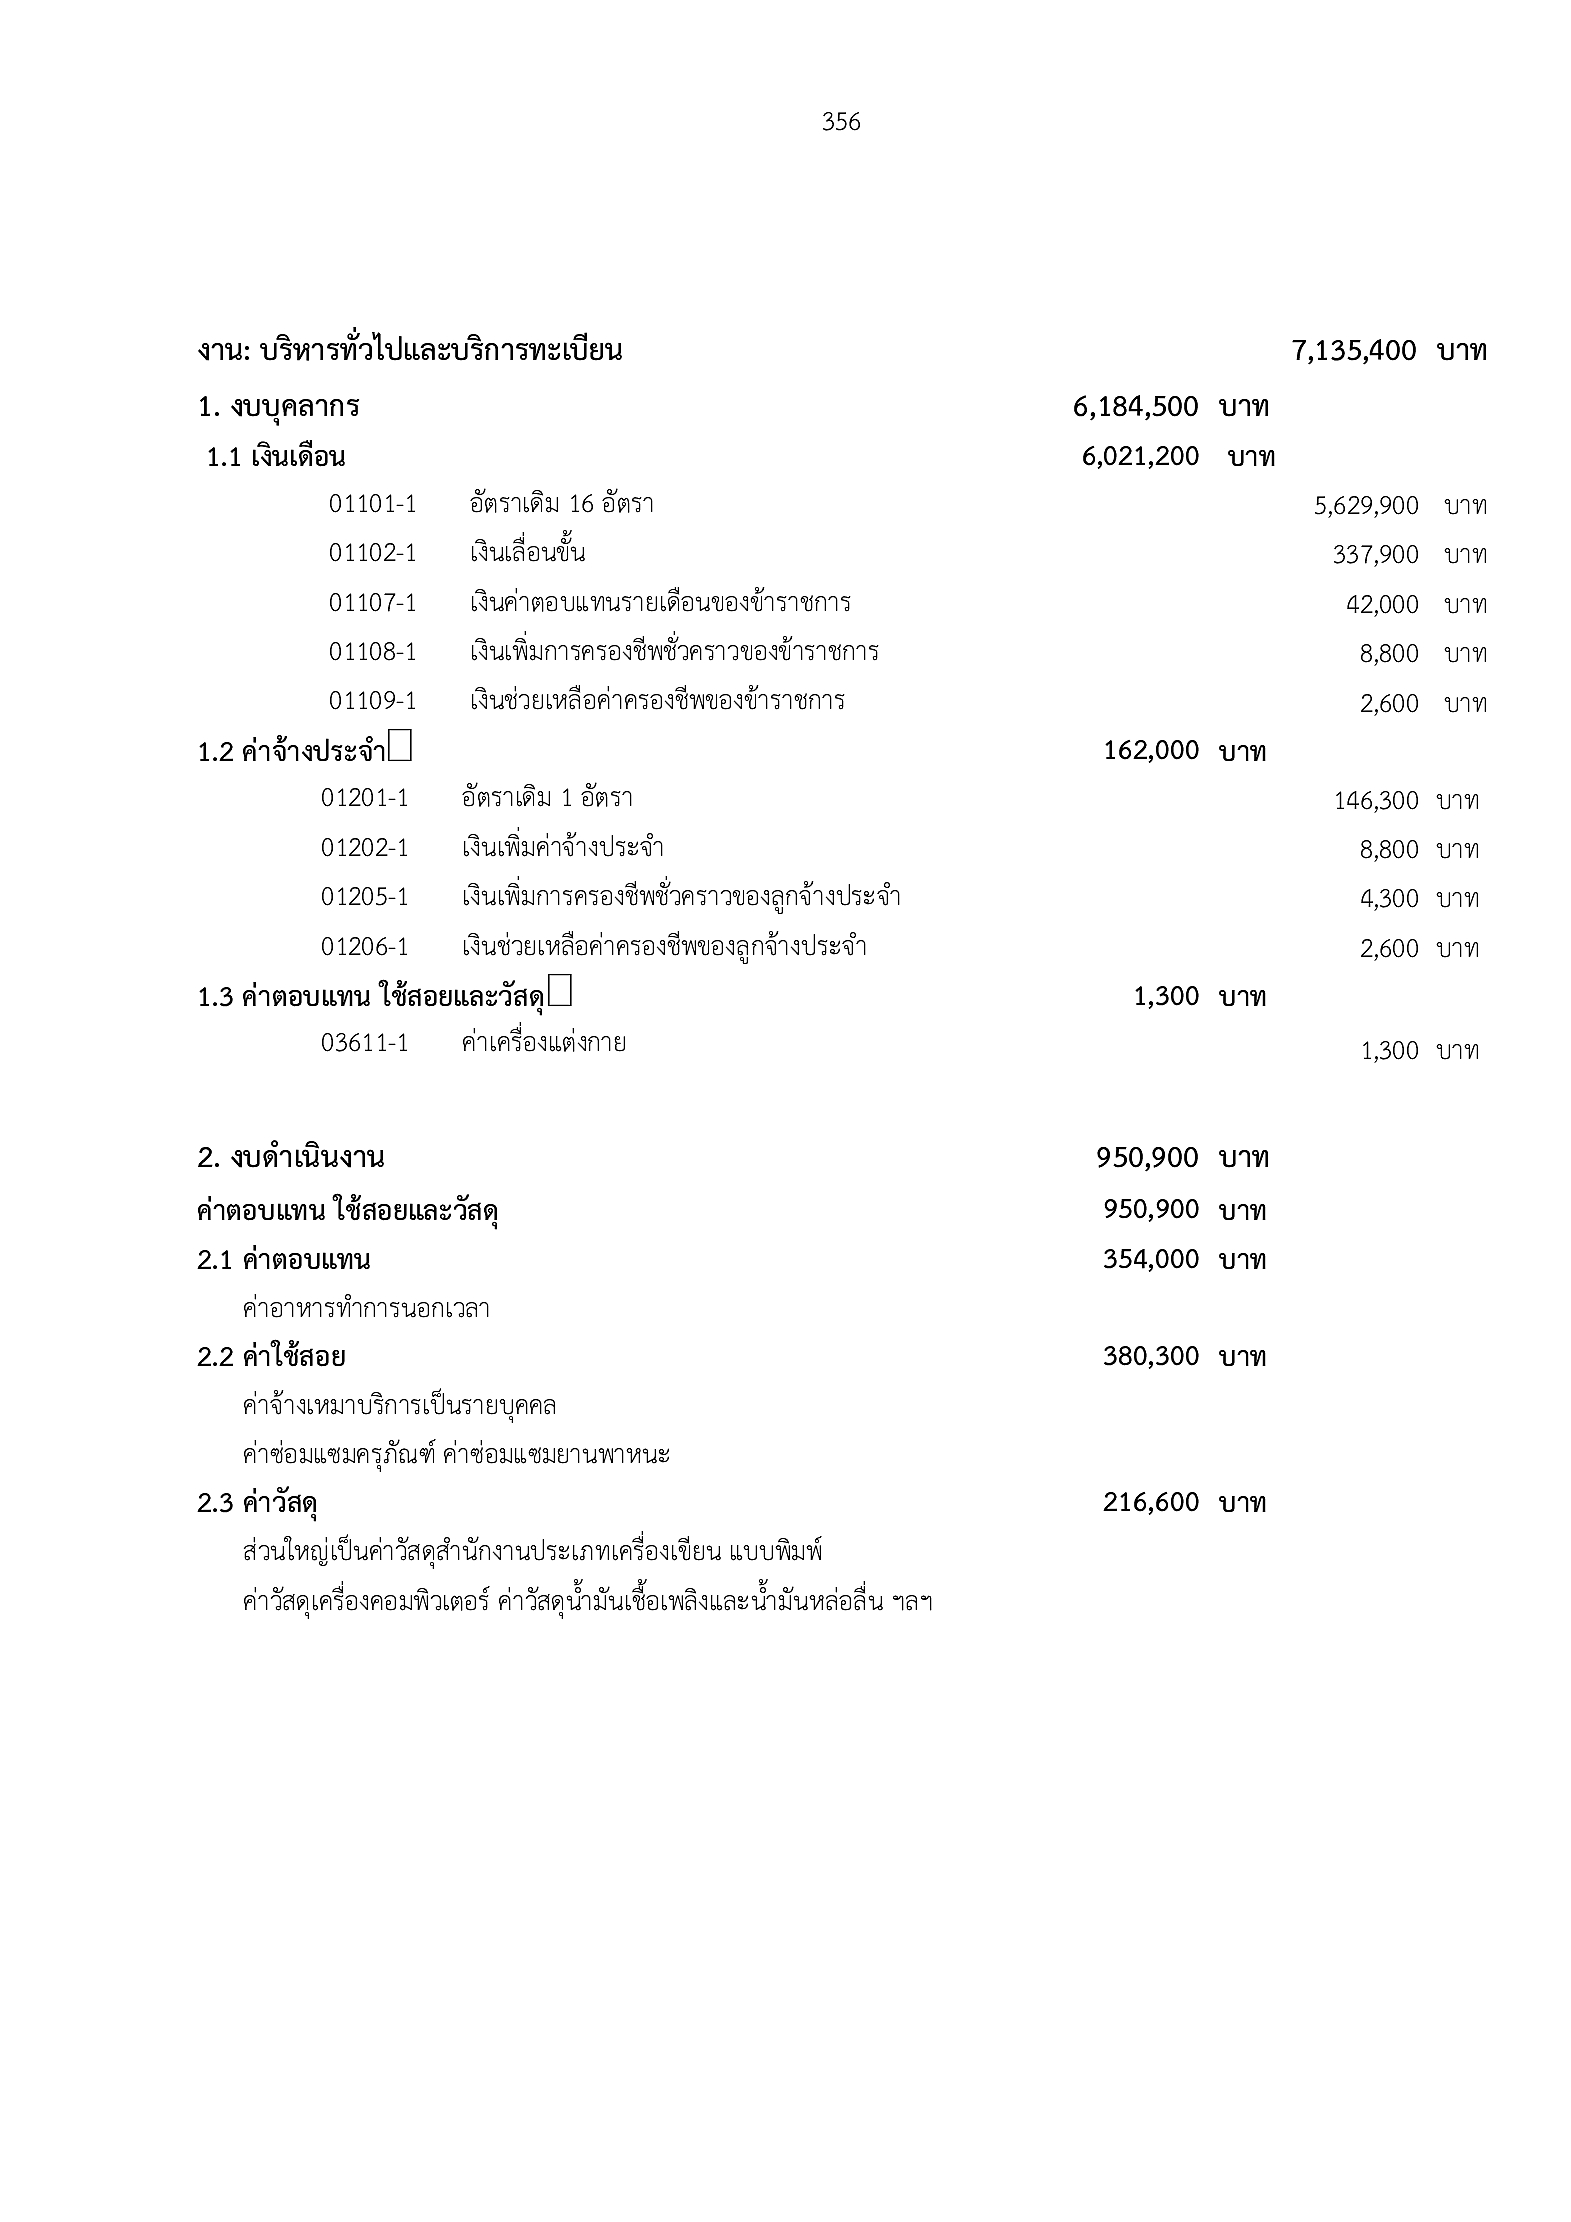 356
งาน: บริหารทั่วไปและบริการทะเบียน 7,135,400 บาท
1. งบบุคลากร 6,184,500 บาท
1.1 เงินเดือน 6,021,200 บาท
01101-1 อัตราเดิม 16 อัตรา 5,629,900 บาท
01102-1 เงินเลื่อนขั้น 337,900 บาท
01107-1 เงินค่าตอบแทนรายเดือนของข้าราชการ 42,000 บาท
01108-1 เงินเพิ่มการครองชีพชั่วคราวของข้าราชการ 8,800 บาท
01109-1 เงินช่วยเหลือค่าครองชีพของข้าราชการ 2,600 บาท
1.2 ค่าจ้างประจำ 162,000 บาท
01201-1 อัตราเดิม 1 อัตรา 146,300 บาท
01202-1 เงินเพิ่มค่าจ้างประจำ 8,800 บาท
01205-1 เงินเพิ่มการครองชีพชั่วคราวของลูกจ้างประจำ 4,300 บาท
01206-1 เงินช่วยเหลือค่าครองชีพของลูกจ้างประจำ 2,600 บาท
1.3 ค่าตอบแทน ใช้สอยและวัสดุ 1,300 บาท
03611-1 ค่าเครื่องแต่งกาย 1,300 บาท
2. งบดำเนินงาน 950,900 บาท
ค่าตอบแทน ใช้สอยและวัสดุ 950,900 บาท
2.1 ค่าตอบแทน 354,000 บาท
ค่าอาหารทำการนอกเวลา
2.2 ค่าใช้สอย 380,300 บาท
ค่าจ้างเหมาบริการเป็นรายบุคคล
ค่าซ่อมแซมครุภัณฑ์ ค่าซ่อมแซมยานพาหนะ
2.3 ค่าวัสดุ 216,600 บาท
ส่วนใหญ่เป็นค่าวัสดุสำนักงานประเภทเครื่องเขียน แบบพิมพ์
ค่าวัสดุเครื่องคอมพิวเตอร์ ค่าวัสดุน้ำมันเชื้อเพลิงและน้ำมันหล่อลื่น ฯลฯ